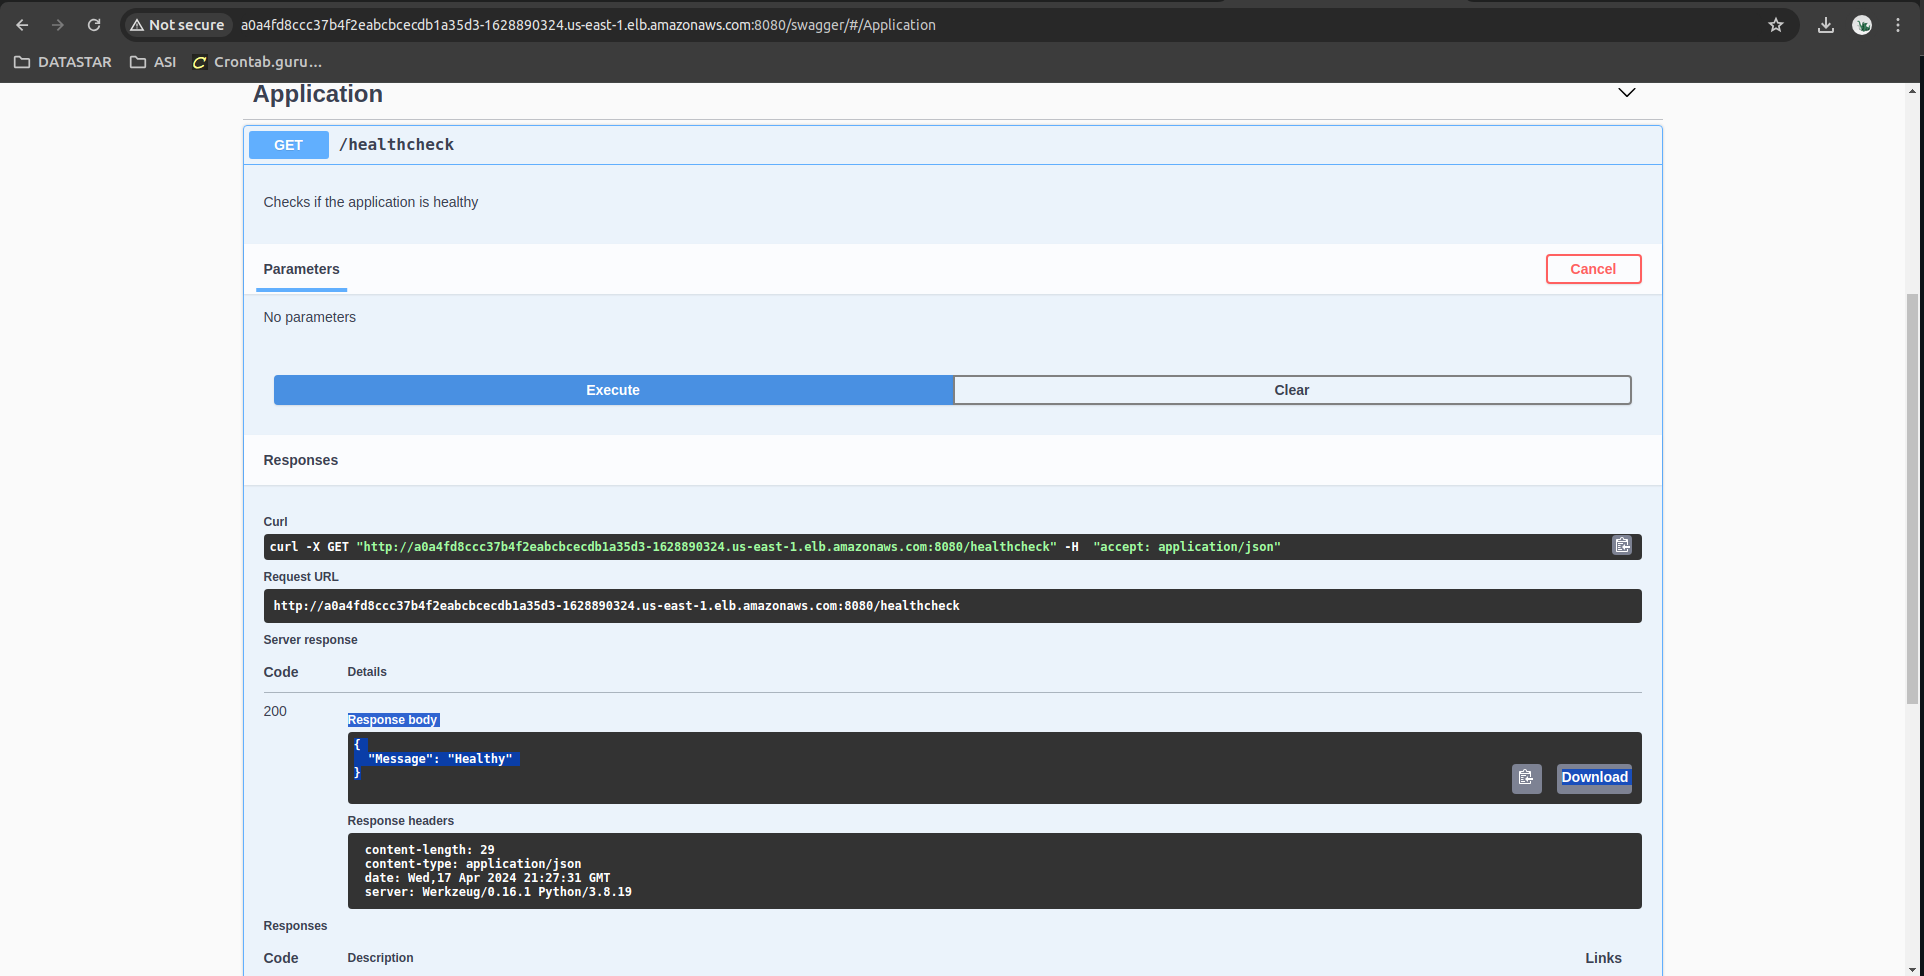 Not secure a0a4fd8ccc37b4f2eabcbcecdb1a35d3-1628890324.us-east-1.elb.amazonaws.com:8080/swagger/#/Application
DATASTAR ASI Crontab.guru...
Application
GET /healthcheck
Checks if the application is healthy
Parameters Cancel
No parameters
Execute Clear
Responses
Curl
curl -X GET "http://a0a4fd8ccc37b4f2eabcbcecdb1a35d3-1628890324.us-east-1.elb.amazonaws.com:8080/healthcheck" -H  "accept: application/json"
Request URL
http://a0a4fd8ccc37b4f2eabcbcecdb1a35d3-1628890324.us-east-1.elb.amazonaws.com:8080/healthcheck
Server response
Code Details
200
Response body
{
"Message": "Healthy"
}
Download
Response headers
content-length: 29
content-type: application/json
date: Wed,17 Apr 2024 21:27:31 GMT
server: Werkzeug/0.16.1 Python/3.8.19
Responses
Code Description Links